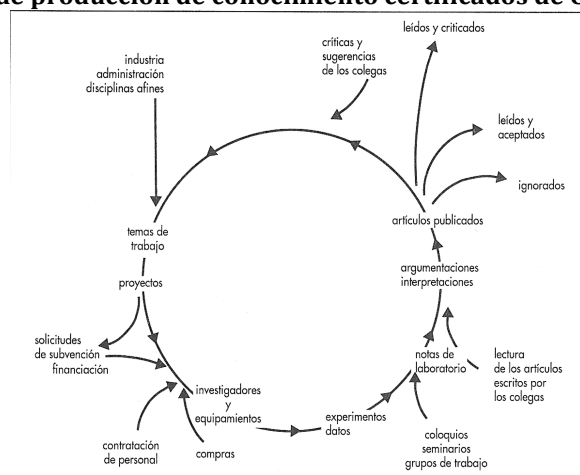 de producción de conocimiento certificados de
leídos y criticados
críticas y
sugerencias
de los colegas
industria
administración
disciplinas afines
leídos y
aceptados
ignorados
artículos publicados
temas de
trabajo
argumentaciones
interpretaciones
proyectos
solicitudes
de subvención
financiación
notas de
laboratorio
lectura
de los artículos
escritos por
los colegas
investigadores
y
equipamientos
experimentos
datos
contratación
de personal
compras
coloquios
seminarios
grupos de trabajo